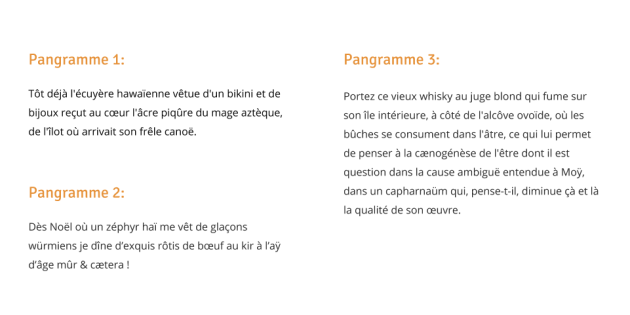 Pangramme 1:
Tôt déjà l'écuyère hawaïenne vêtue d'un bikini et de
bijoux reçut au cœur l'âcre piqûre du mage aztèque,
de l'îlot où arrivait son frêle canoë.
Pangramme 2:
Dès Noël où un zéphyr haï me vêt de glaçons
würmiens je dîne d’exquis rôtis de bœuf au kir à l’aÿ
d’âge mûr & cætera !
Pangramme 3:
Portez ce vieux whisky au juge blond qui fume sur
son île intérieure, à côté de l'alcôve ovoïde, où les
bûches se consument dans l'âtre, ce qui lui permet
de penser à la cænogénèse de l'être dont il est
question dans la cause ambiguë entendue à Moÿ,
dans un capharnaüm qui, pense-t-il, diminue çà et là
la qualité de son œuvre.